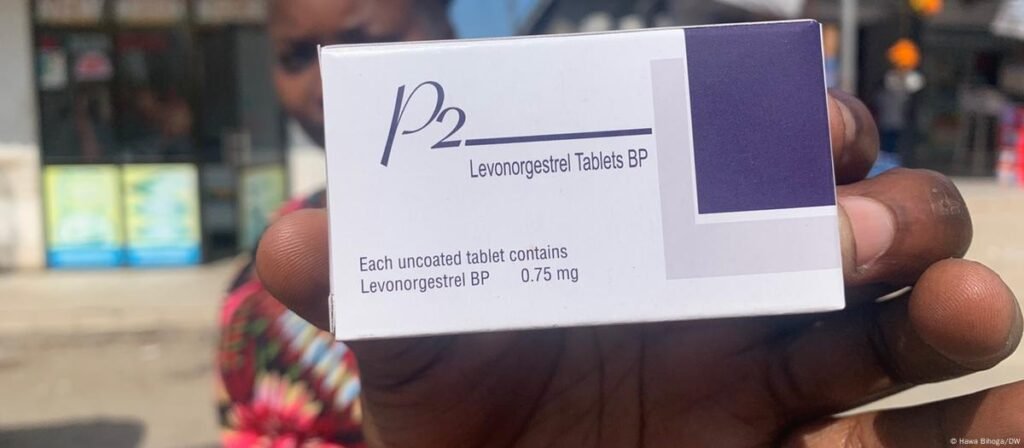 P2
Levonorgestrel Tablets BP
Each uncoated tablet contains
Levonorgestrel BP 0.75 mg
© Hawa Bihoga/DW